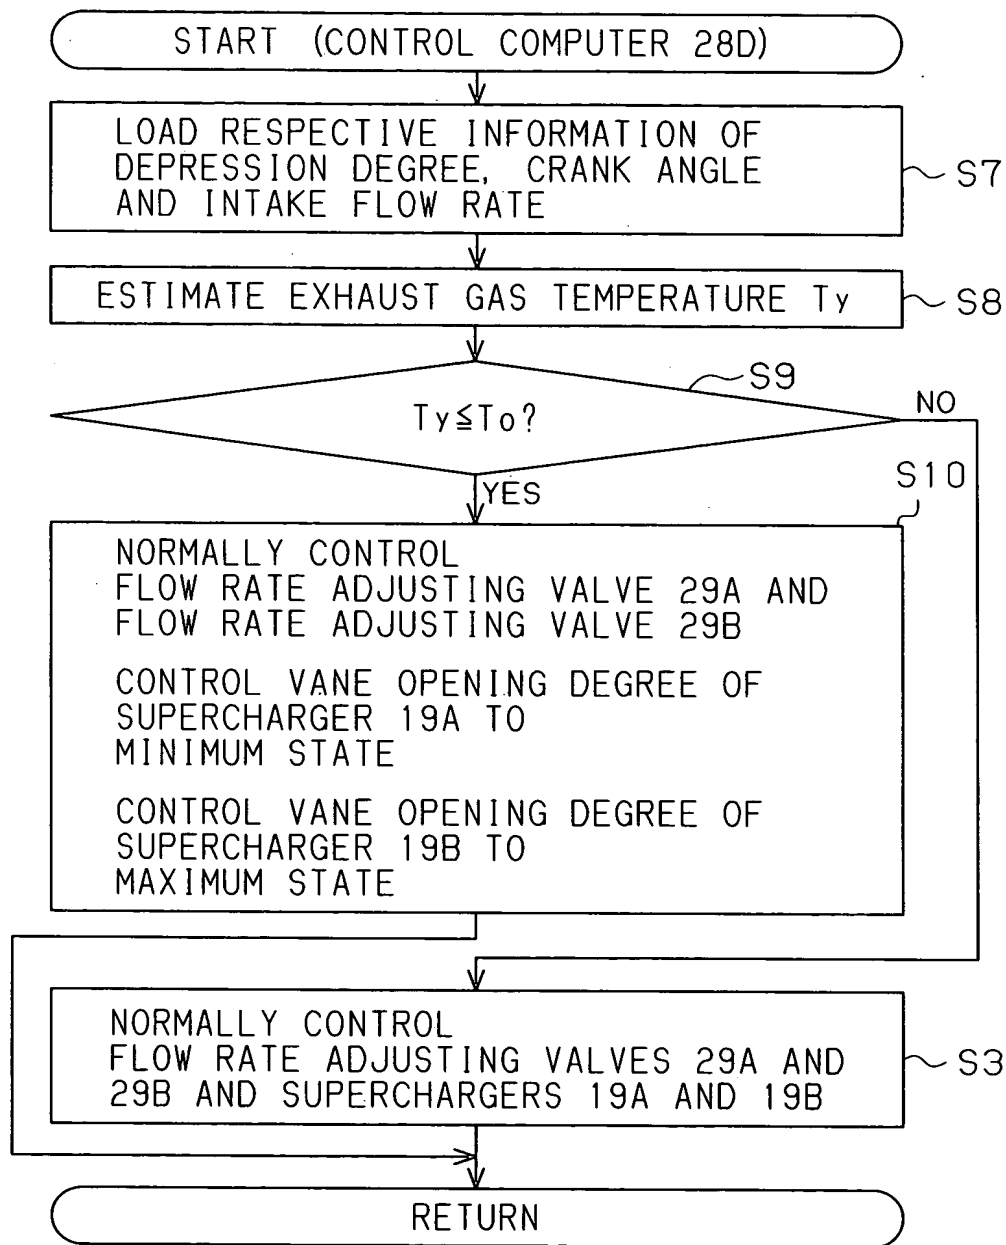 START (CONTROL COMPUTER 28D)
LOAD RESPECTIVE INFORMATION OF
DEPRESSION DEGREE, CRANK ANGLE
AND INTAKE FLOW RATE
S7
ESTIMATE EXHAUST GAS TEMPERATURE Ty
S8
S9
Ty≦To?
NO
YES
S10
NORMALLY CONTROL
FLOW RATE ADJUSTING VALVE 29A AND
FLOW RATE ADJUSTING VALVE 29B
CONTROL VANE OPENING DEGREE OF
SUPERCHARGER 19A TO
MINIMUM STATE
CONTROL VANE OPENING DEGREE OF
SUPERCHARGER 19B TO
MAXIMUM STATE
NORMALLY CONTROL
FLOW RATE ADJUSTING VALVES 29A AND
29B AND SUPERCHARGERS 19A AND 19B
S3
RETURN